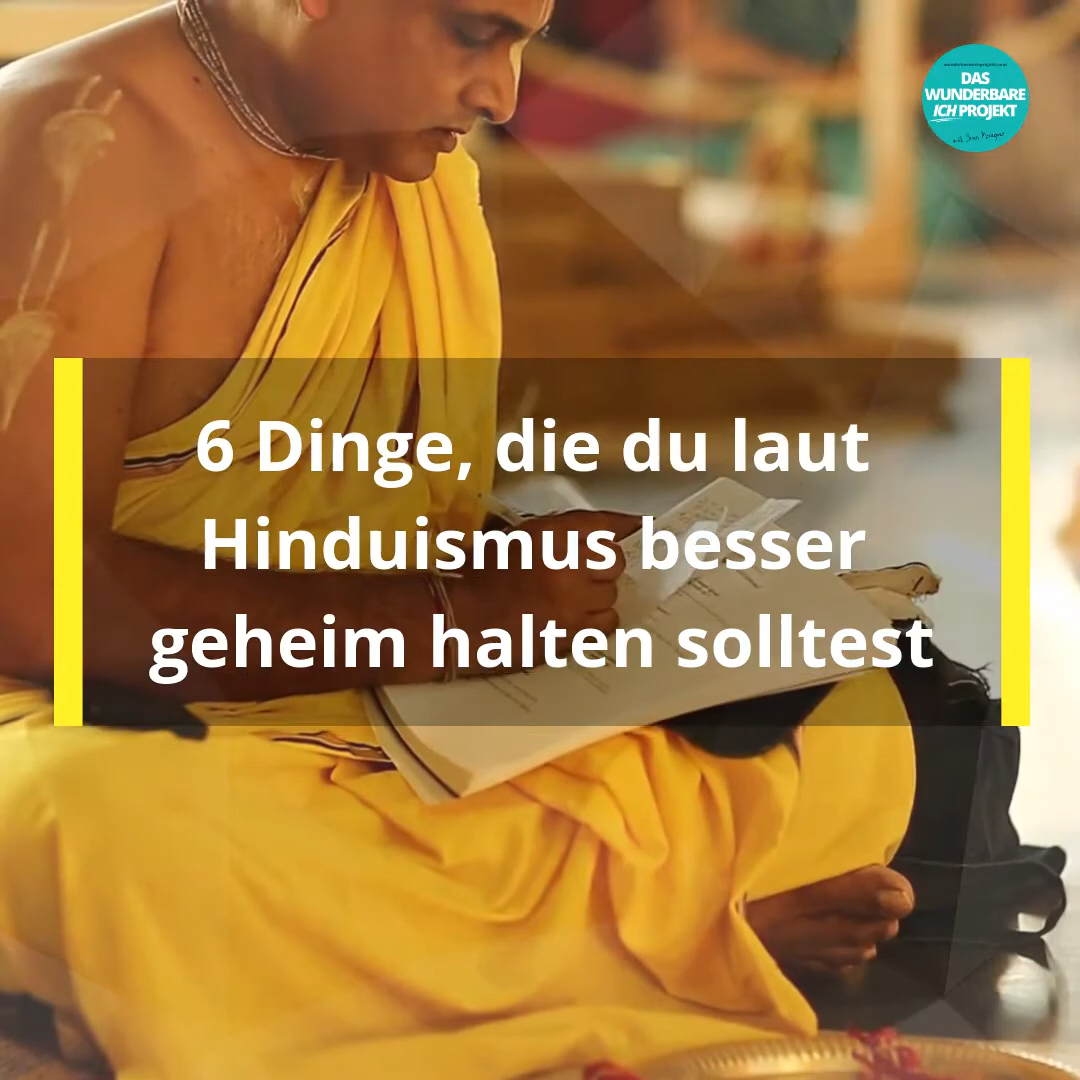 DAS
WUNDERBARE
ICH PROJEKT
6 Dinge, die du laut
Hinduismus besser
geheim halten solltest